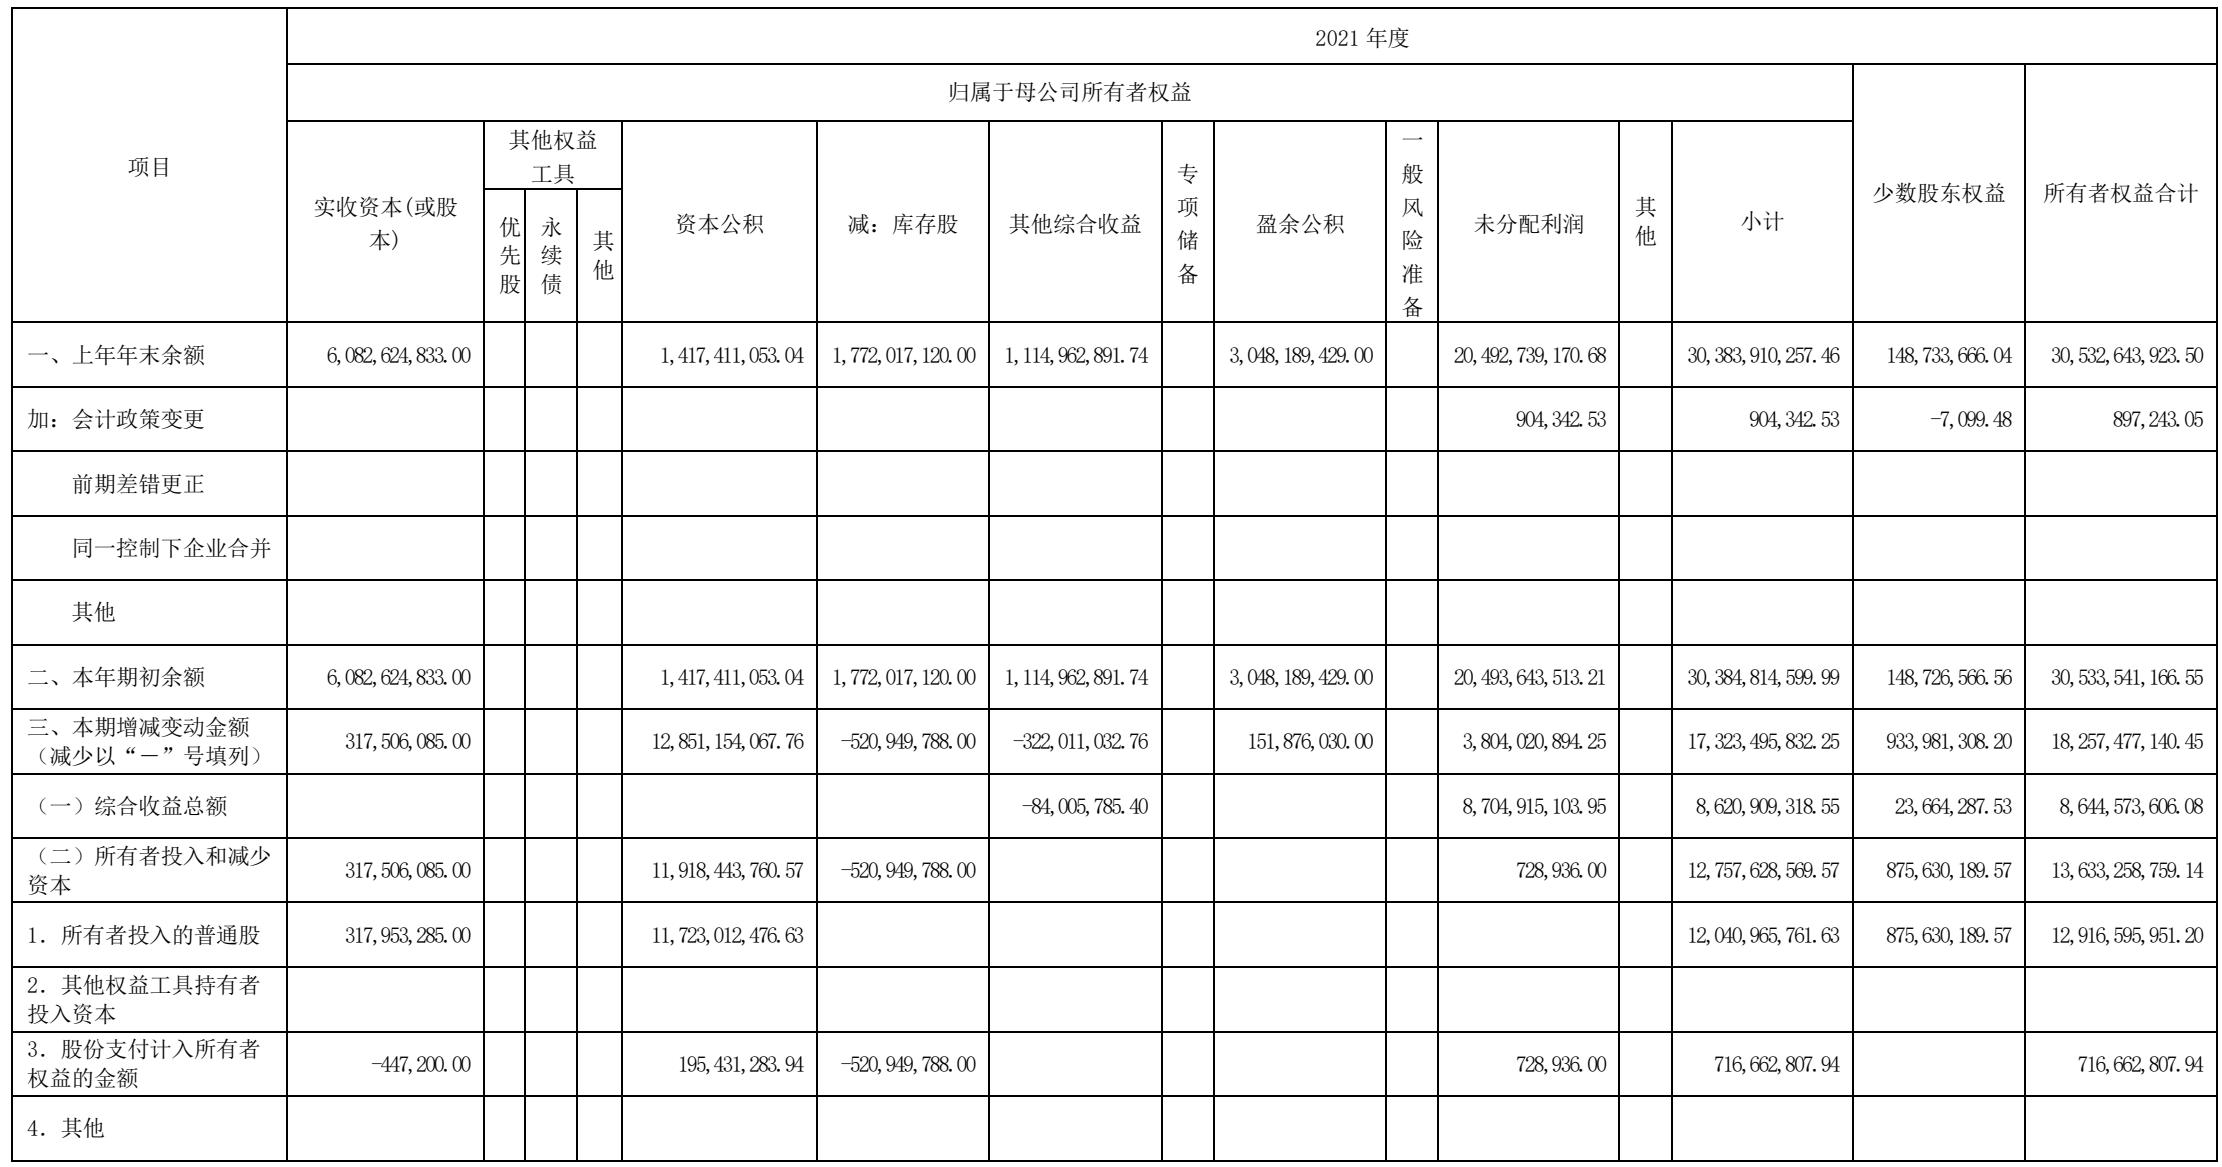 2021 年度
归属于母公司所有者权益
项目
实收资本(或股
本)
其他权益
工具
优先股
永续债
其他
资本公积
减：库存股
其他综合收益
专项储备
盈余公积
一般风险准备
未分配利润
其他
小计
少数股东权益
所有者权益合计
一、上年年末余额 6,082,624,833.00 1,417,411,053.04 1,772,017,120.00 1,114,962,891.74 3,048,189,429.00 20,492,739,170.68 30,383,910,257.46 148,733,666.04 30,532,643,923.50
加：会计政策变更 904,342.53 904,342.53 -7,099.48 897,243.05
前期差错更正
同一控制下企业合并
其他
二、本年期初余额 6,082,624,833.00 1,417,411,053.04 1,772,017,120.00 1,114,962,891.74 3,048,189,429.00 20,493,643,513.21 30,384,814,599.99 148,726,566.56 30,533,541,166.55
三、本期增减变动金额
（减少以“－”号填列） 317,506,085.00 12,851,154,067.76 -520,949,788.00 -322,011,032.76 151,876,030.00 3,804,020,894.25 17,323,495,832.25 933,981,308.20 18,257,477,140.45
（一）综合收益总额 -84,005,785.40 8,704,915,103.95 8,620,909,318.55 23,664,287.53 8,644,573,606.08
（二）所有者投入和减少
资本 317,506,085.00 11,918,443,760.57 -520,949,788.00 728,936.00 12,757,628,569.57 875,630,189.57 13,633,258,759.14
1．所有者投入的普通股 317,953,285.00 11,723,012,476.63 12,040,965,761.63 875,630,189.57 12,916,595,951.20
2．其他权益工具持有者
投入资本
3．股份支付计入所有者
权益的金额 -447,200.00 195,431,283.94 -520,949,788.00 728,936.00 716,662,807.94 716,662,807.94
4．其他